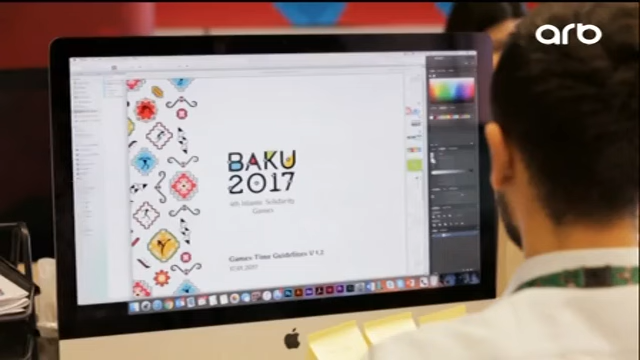 arb
BAKU
2017
4th Islamic Solidarity
Games
Games Time Guidelines V 1.2